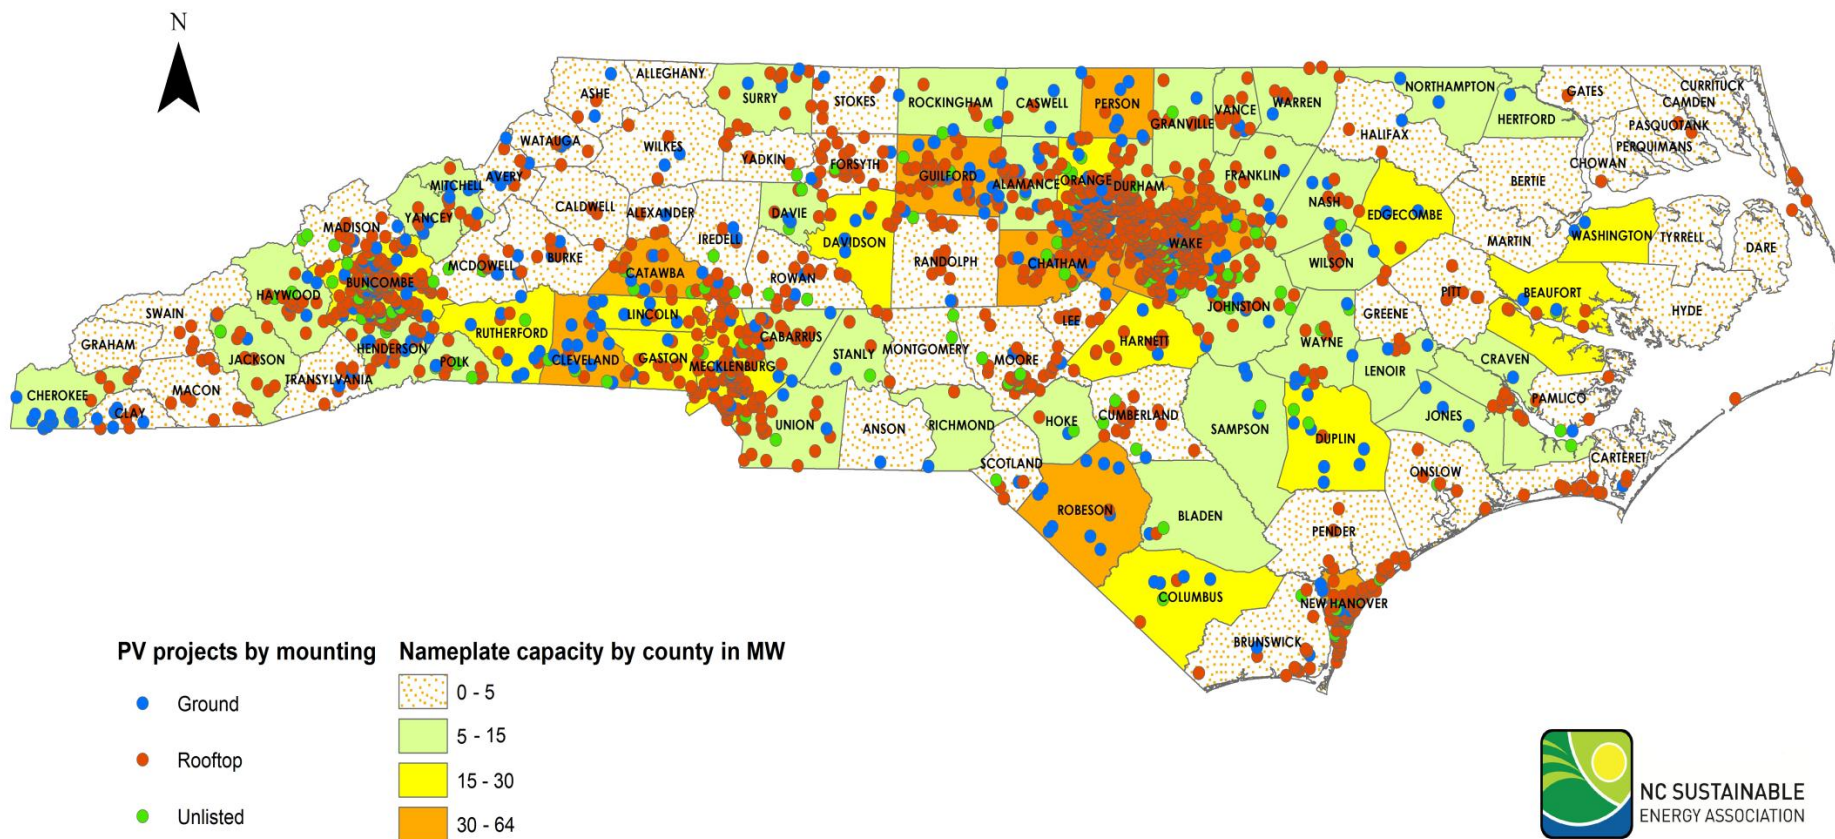 N
ALLEGHANY
ASHE
SURRY
STOKES
ROCKINGHAM
CASWELL
PERSON
GRANVILLE
VANCE
WARREN
NORTHAMPTON
HERTFORD
GATES
CURRITUCK
CAMDEN
PASQUOTANK
PERQUIMANS
CHOWAN
HALIFAX
BERTIE
WATAUGA
WILKES
YADKIN
FORSYTH
GUILFORD
ALAMANCE
ORANGE
DURHAM
FRANKLIN
NASH
EDGECOMBE
MARTIN
WASHINGTON
TYRRELL
DARE
MITCHELL
AVERY
YANCEY
MADISON
CALDWELL
ALEXANDER
IREDELL
DAVIE
DAVIDSON
RANDOLPH
CHATHAM
WAKE
WILSON
PITT
BEAUFORT
HYDE
HAYWOOD
BUNCOMBE
MCDOWELL
BURKE
CATAWBA
ROWAN
LEE
HARNETT
JOHNSTON
GREENE
WAYNE
LENOIR
CRAVEN
PAMLICO
SWAIN
GRAHAM
JACKSON
HENDERSON
POLK
RUTHERFORD
CLEVELAND
LINCOLN
GASTON
MECKLENBURG
CABARRUS
STANLY
MONTGOMERY
MOORE
CHEROKEE
CLAY
MACON
TRANSYLVANIA
UNION
ANSON
RICHMOND
HOKE
CUMBERLAND
SAMPSON
DUPLIN
JONES
CARTERET
ONSLOW
SCOTLAND
ROBESON
BLADEN
PENDER
COLUMBUS
NEW HANOVER
BRUNSWICK
PV projects by mounting
Ground
Rooftop
Unlisted
Nameplate capacity by county in MW
0 - 5
5 - 15
15 - 30
30 - 64
NC SUSTAINABLE
ENERGY ASSOCIATION